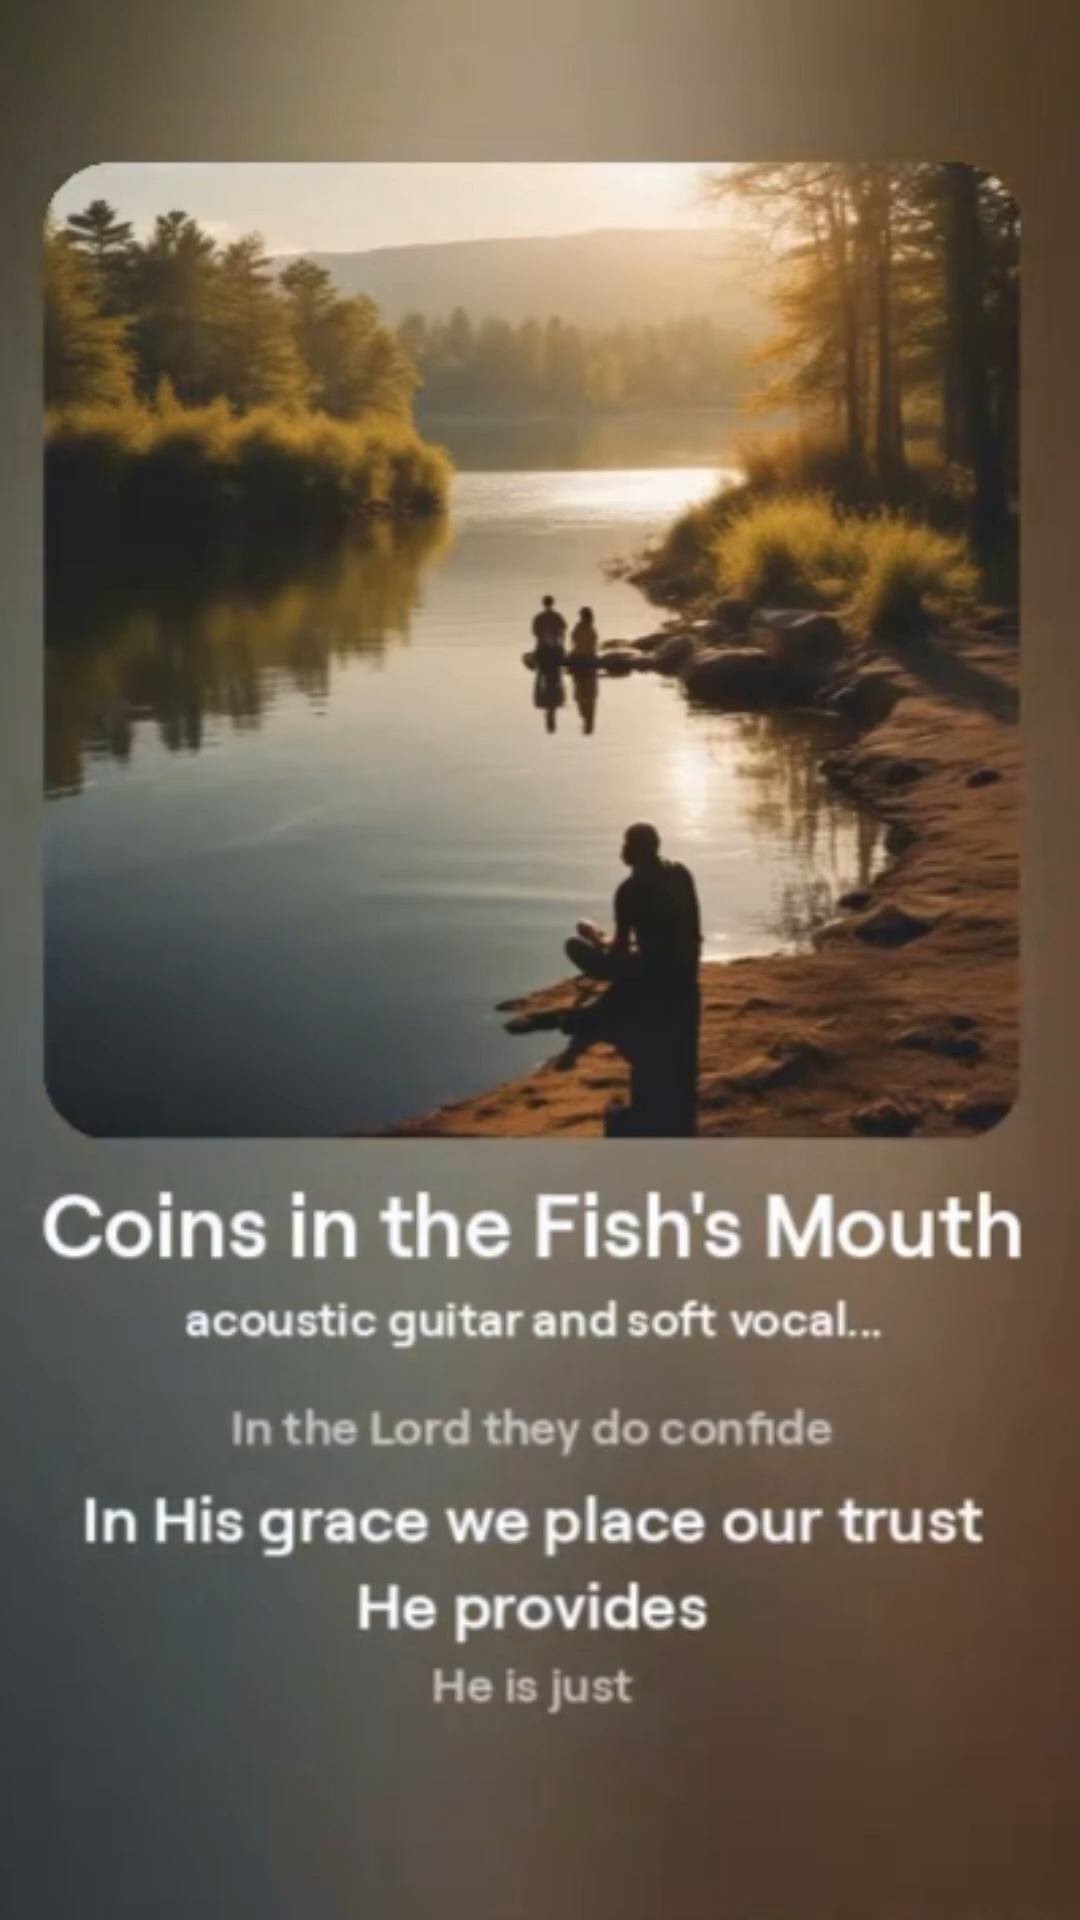 Coins in the Fish's Mouth
acoustic guitar and soft vocal...
In the Lord they do confide
In His grace we place our trust
He provides
He is just